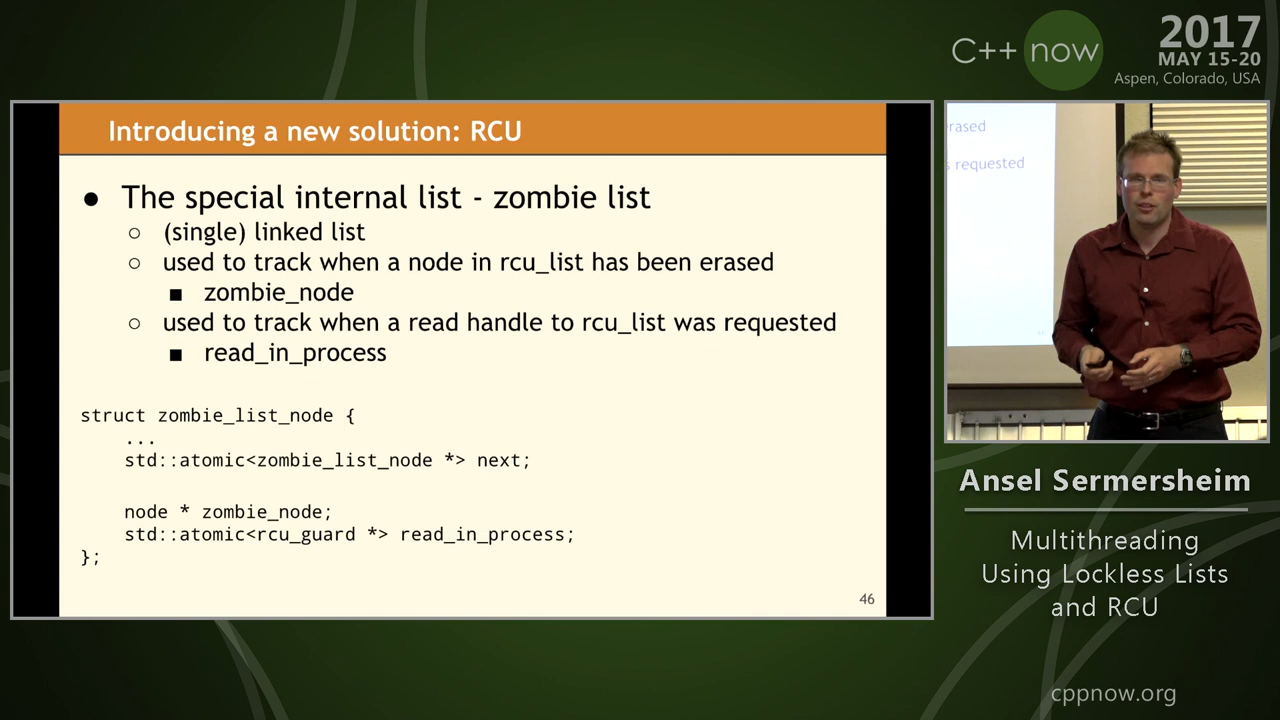 C++ now
2017
MAY 15-20
Aspen, Colorado, USA
Introducing a new solution: RCU
● The special internal list - zombie list
○ (single) linked list
○ used to track when a node in rcu_list has been erased
■ zombie_node
○ used to track when a read handle to rcu_list was requested
■ read_in_process
struct zombie_list_node {
...
std::atomic<zombie_list_node *> next;
node * zombie_node;
std::atomic<rcu_guard *> read_in_process;
};
46
erased
requested
Ansel Sermersheim
Multithreading
Using Lockless Lists
and RCU
cppnow.org